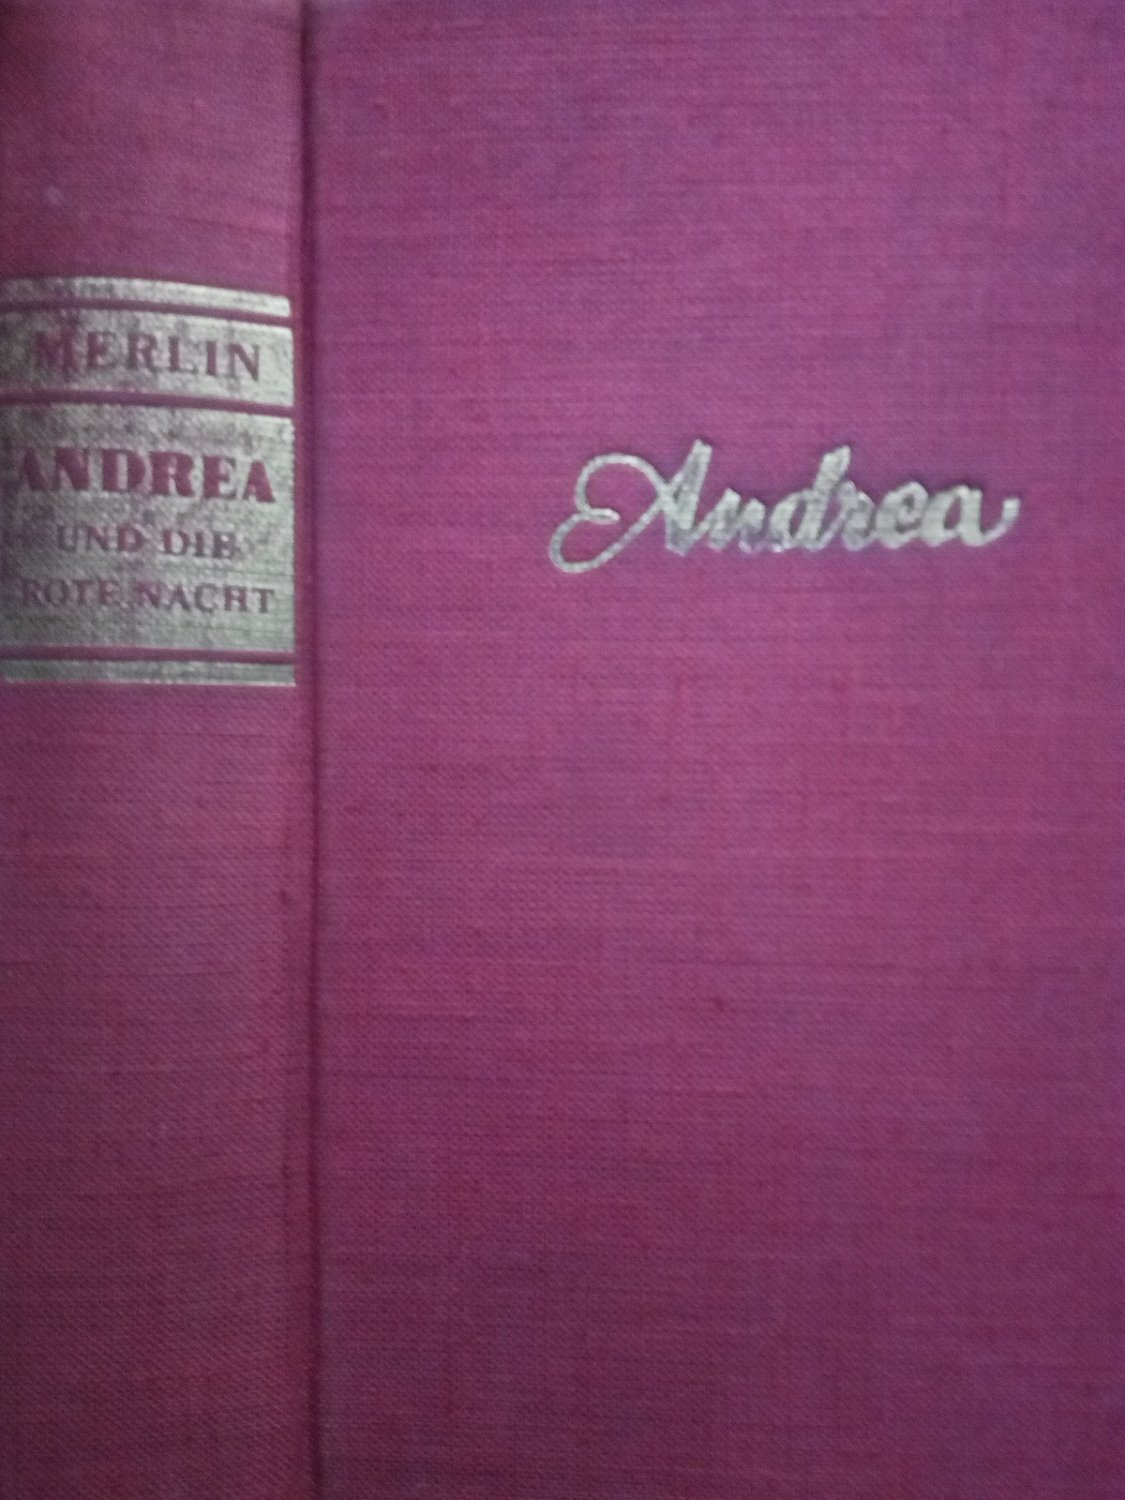 MERLIN
ANDREA
UND DIE
ROTE NACHT
Andrea